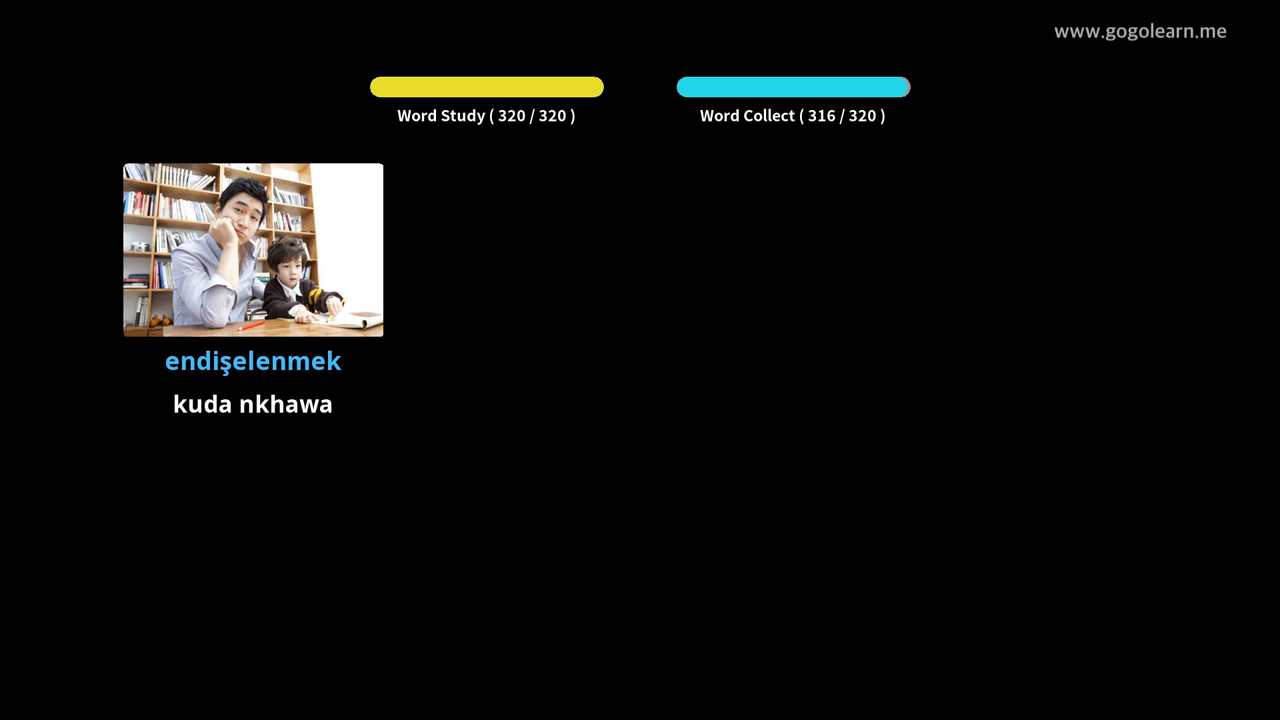 www.gogolearn.me
Word Study ( 320 / 320 )
Word Collect ( 316 / 320 )
endişelenmek
kuda nkhawa